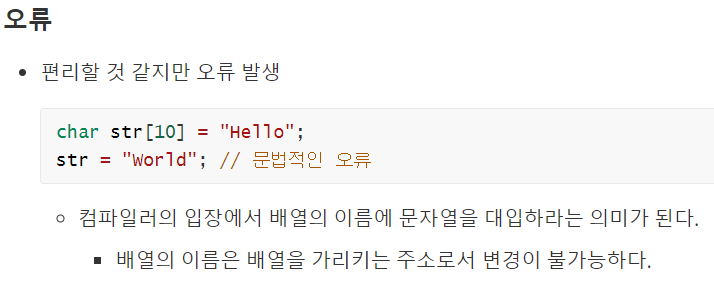 오류
편리할 것 같지만 오류 발생
char str[10] = "Hello";
str = "World"; // 문법적인 오류
컴파일러의 입장에서 배열의 이름에 문자열을 대입하라는 의미가 된다.
배열의 이름은 배열을 가리키는 주소로서 변경이 불가능하다.